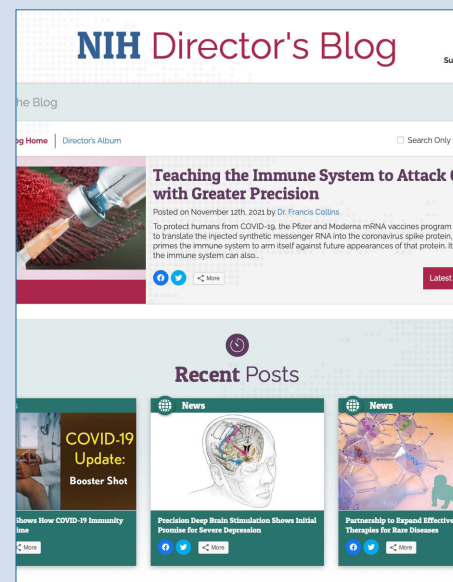 NIH Director's Blog
Su
he Blog
og Home
Director's Album
Search Only
Teaching the Immune System to Attack C
with Greater Precision
Posted on November 12th, 2021 by Dr. Francis Collins
To protect humans from COVID-19, the Pfizer and Moderna mRNA vaccines program
to translate the injected synthetic messenger RNA into the coronavirus spike protein,
primes the immune system to arm itself against future appearances of that protein. It
the immune system can also...
More
Latest
Recent Posts
s
News
News
COVID-19
Update:
Booster Shot
Shows How COVID-19 Immunity
ime
Precision Deep Brain Stimulation Shows Initial
Promise for Severe Depression
Partnership to Expand Effective
Therapies for Rare Diseases
More
More
More